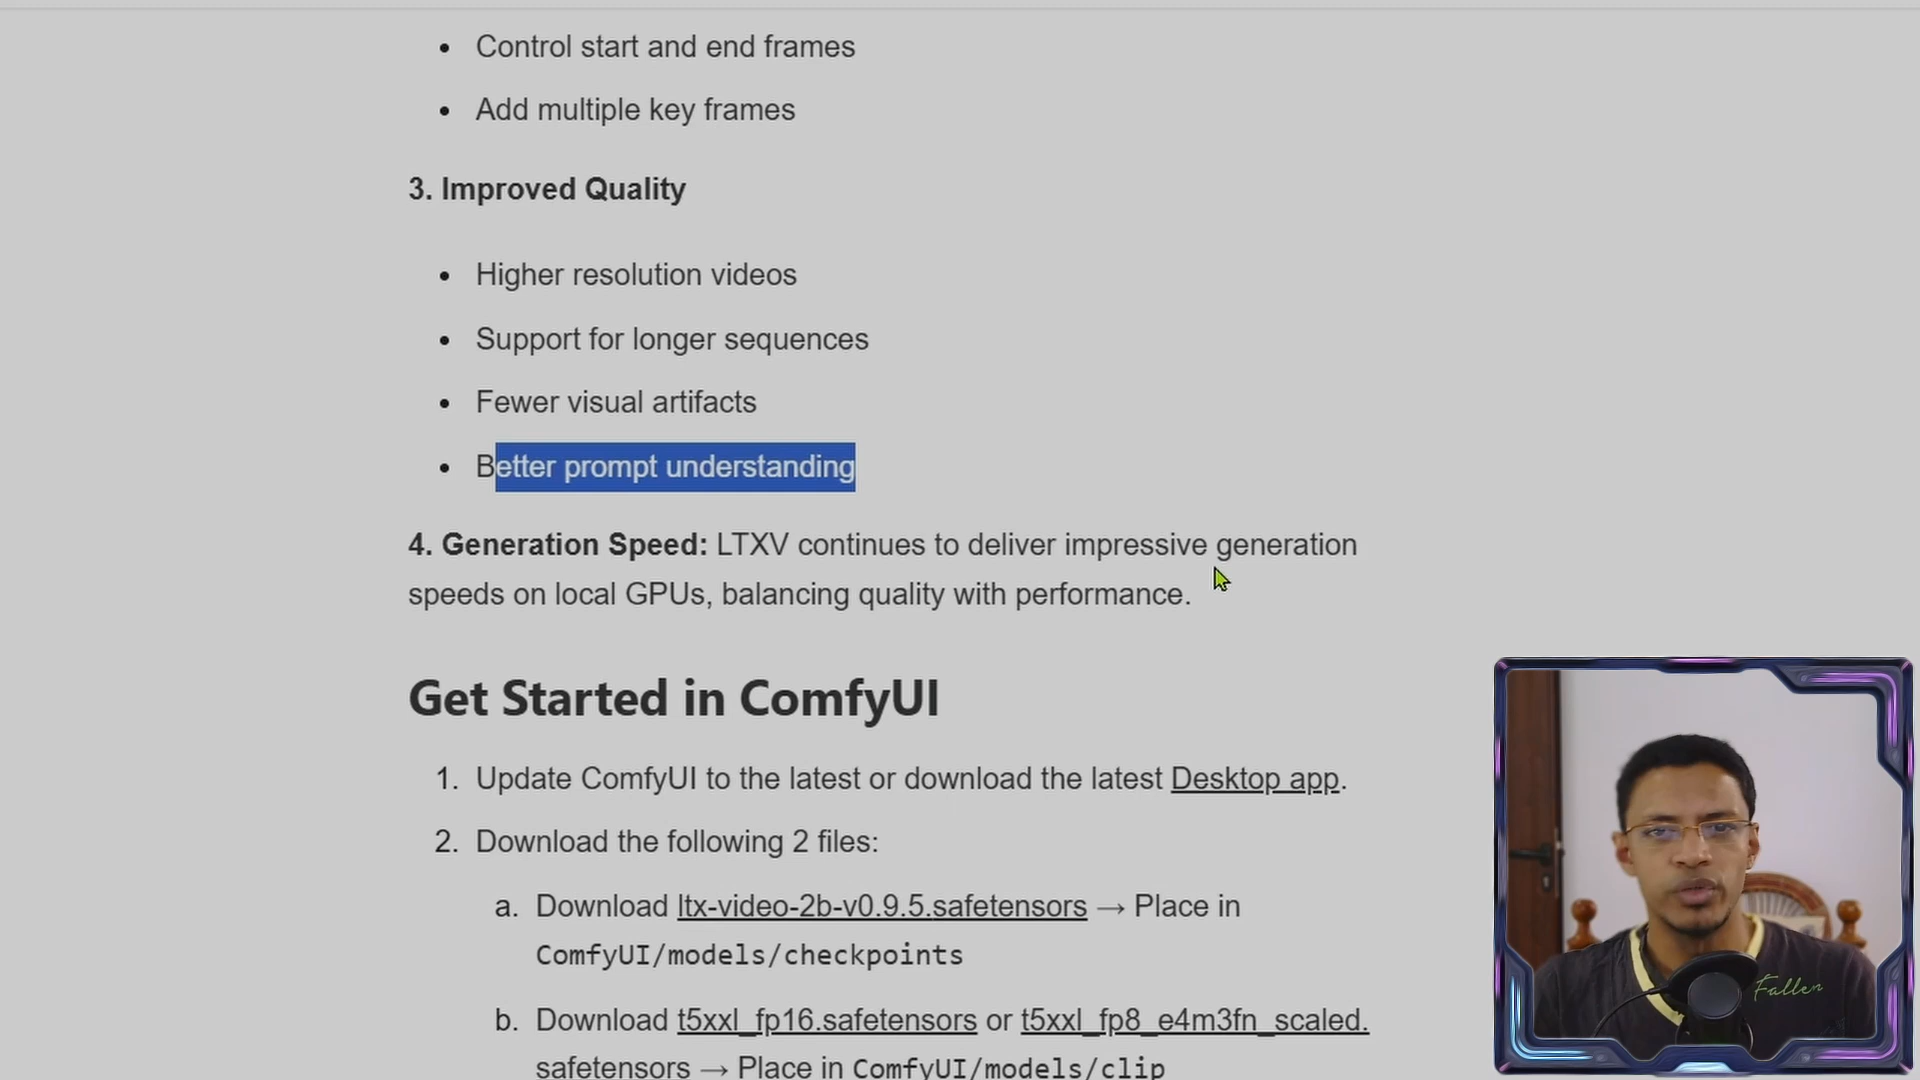 Control start and end frames
Add multiple key frames
3. Improved Quality
Higher resolution videos
Support for longer sequences
Fewer visual artifacts
Better prompt understanding
4. Generation Speed: LTXV continues to deliver impressive generation
speeds on local GPUs, balancing quality with performance.
Get Started in ComfyUI
1. Update ComfyUI to the latest or download the latest Desktop app.
2. Download the following 2 files:
a. Download ltx-video-2b-v0.9.5.safetensors → Place in
ComfyUI/models/checkpoints
b. Download t5xxl_fp16.safetensors or t5xxl_fp8_e4m3fn_scaled.
safetensors → Place in ComfyUI/models/clip
Fallen